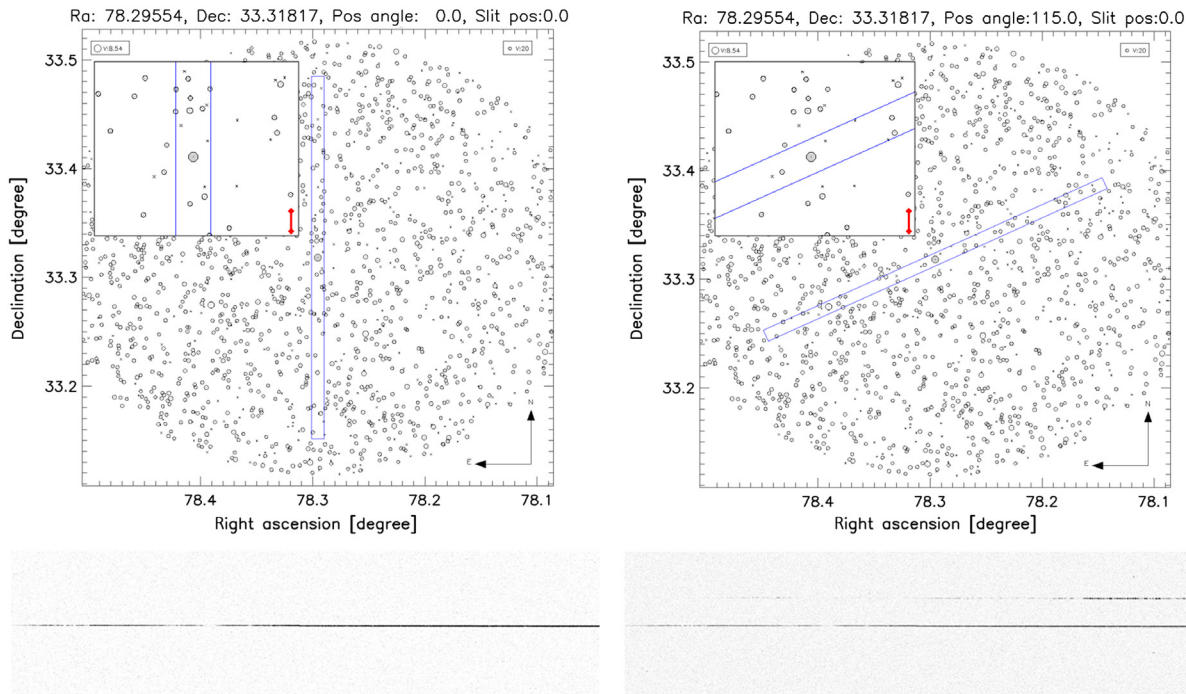 Ra: 78.29554, Dec: 33.31817, Pos angle: 0.0, Slit pos:0.0
V:8.54
V:20
33.5
33.4
33.3
33.2
Declination [degree]
N
E
78.4
78.3
78.2
78.1
Right ascension [degree]
Ra: 78.29554, Dec: 33.31817, Pos angle:115.0, Slit pos:0.0
V:8.54
V:20
33.5
33.4
33.3
33.2
Declination [degree]
N
E
78.4
78.3
78.2
78.1
Right ascension [degree]